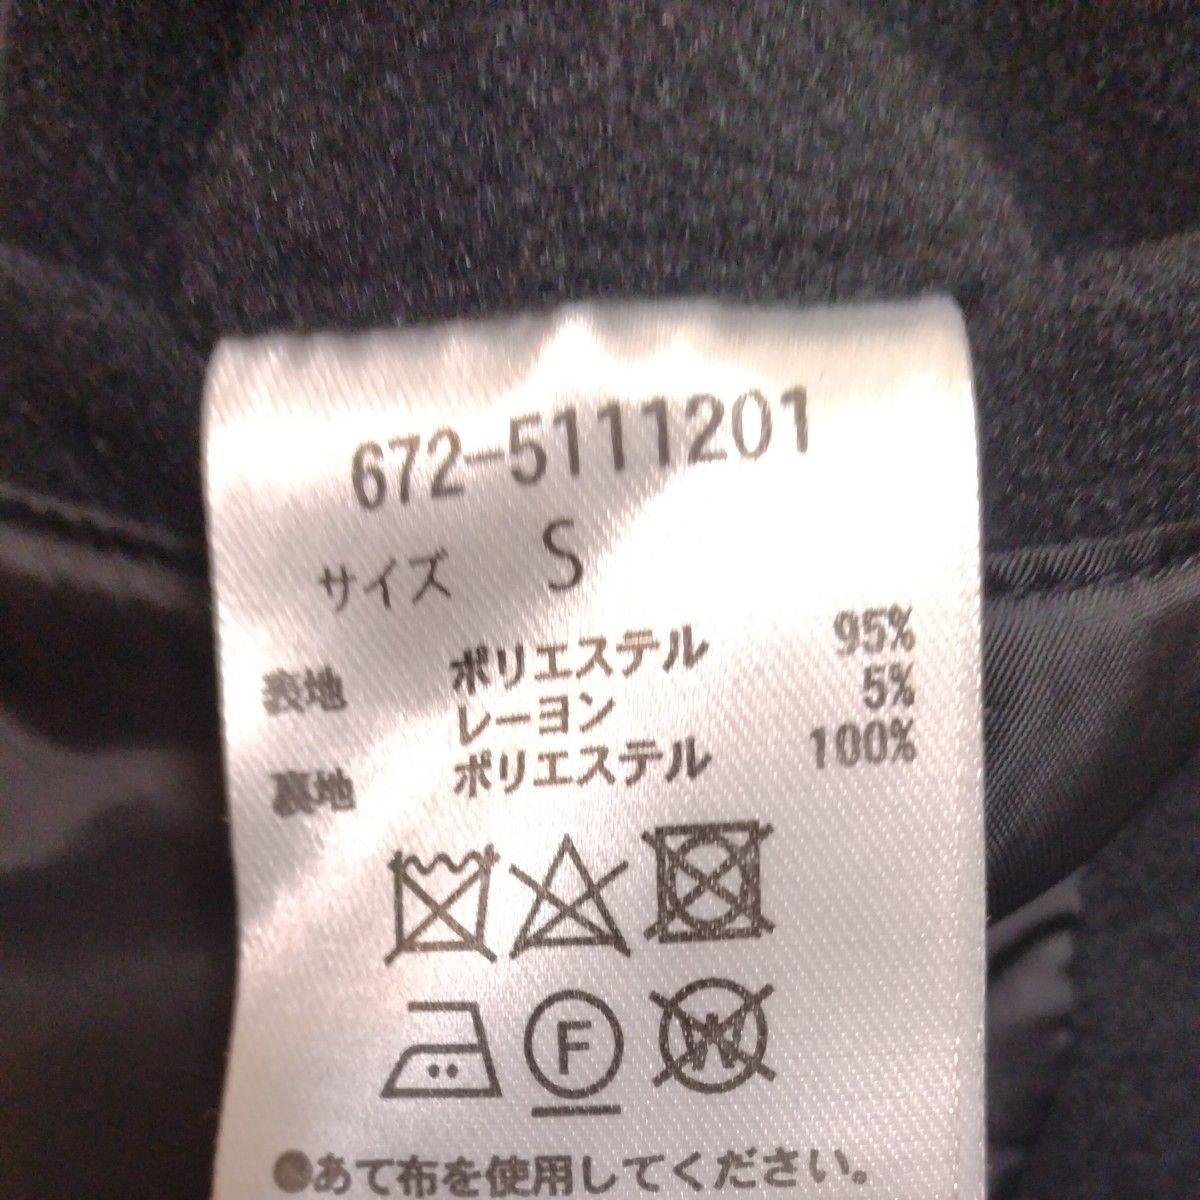 672-5111201
サイズ S
表地 ポリエステル 95%
レーヨン 5%
裏地 ポリエステル 100%
F W
●あて布を使用してください。